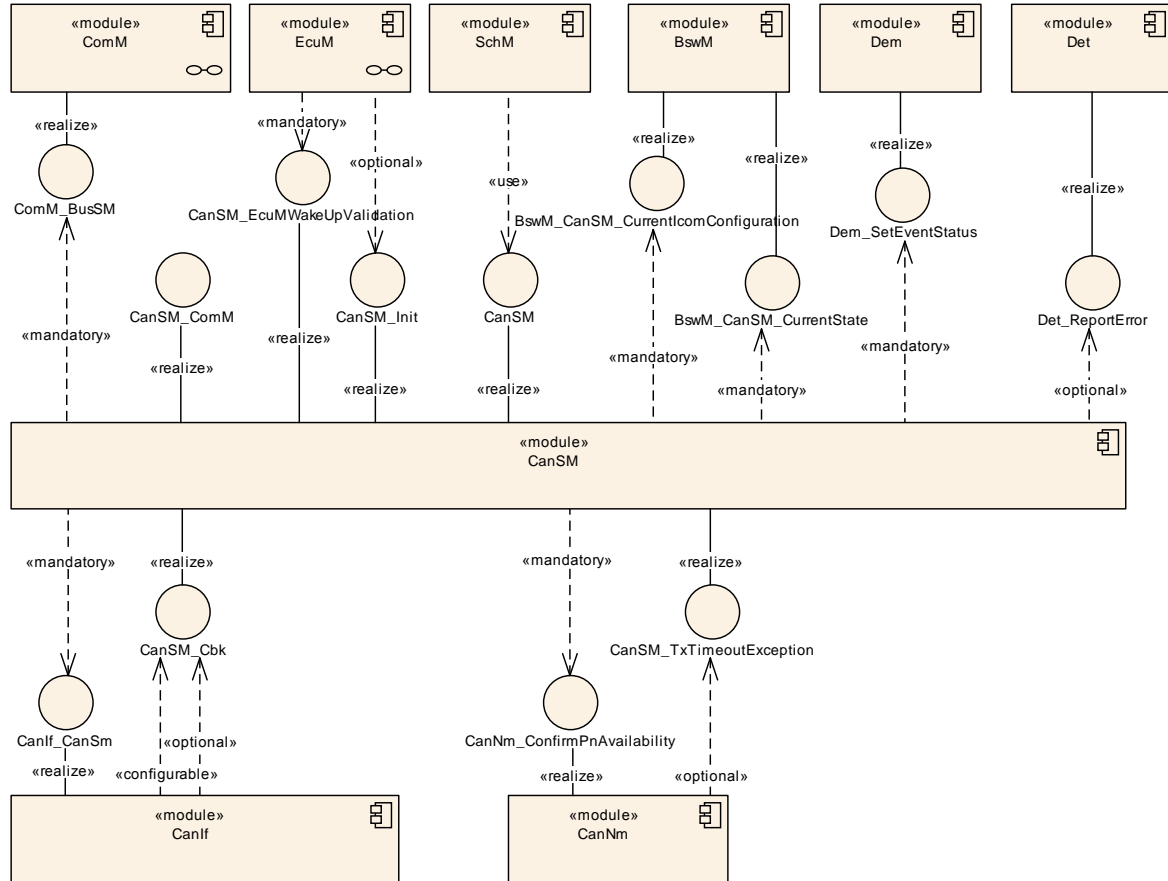 «module»
ComM
«module»
EcuM
«module»
SchM
«module»
BswM
«module»
Dem
«module»
Det
«realize»
«mandatory»
«realize»
«realize»
«realize»
«optional»
«realize»
«use»
«realize»
ComM_BusSM
CanSM_EcuMWakeUpValidation
BswM_CanSM_CurrentIcomConfiguration
Dem_SetEventStatus
CanSM_ComM
CanSM_Init
CanSM
BswM_CanSM_CurrentState
Det_ReportError
«mandatory»
«realize»
«mandatory»
«mandatory»
«realize»
«realize»
«realize»
«mandatory»
«optional»
«module»
CanSM
«mandatory»
«realize»
«mandatory»
«realize»
CanSM_Cbk
CanSM_TxTimeoutException
CanIf_CanSm
«optional»
CanNm_ConfirmPnAvailability
«realize»
«configurable»
«realize»
«optional»
«module»
CanIf
«module»
CanNm